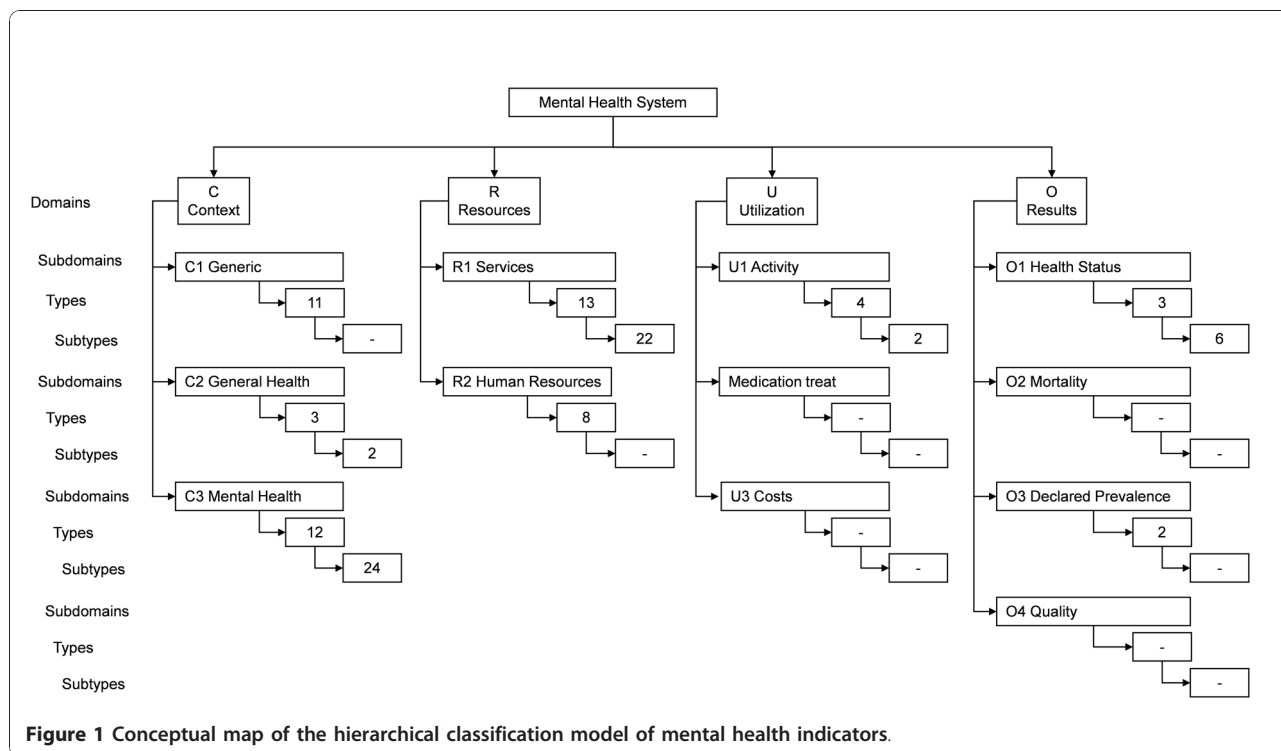 Mental Health System
Domains
C
Context
R
Resources
U
Utilization
O
Results
Subdomains
C1 Generic
R1 Services
U1 Activity
O1 Health Status
Types
11
13
4
3
Subtypes
-
22
2
6
Subdomains
C2 General Health
R2 Human Resources
Medication treat
O2 Mortality
Types
3
8
-
-
Subtypes
2
-
-
-
Subdomains
C3 Mental Health
U3 Costs
O3 Declared Prevalence
Types
12
-
2
Subtypes
24
-
-
Subdomains
O4 Quality
Types
-
Subtypes
-
Figure 1 Conceptual map of the hierarchical classification model of mental health indicators.